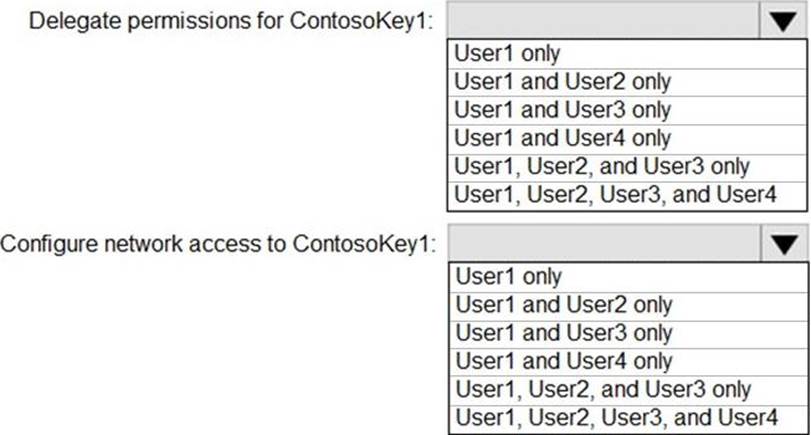 Delegate permissions for ContosoKey1:
User1 only
User1 and User2 only
User1 and User3 only
User1 and User4 only
User1, User2, and User3 only
User1, User2, User3, and User4
Configure network access to ContosoKey1:
User1 only
User1 and User2 only
User1 and User3 only
User1 and User4 only
User1, User2, and User3 only
User1, User2, User3, and User4